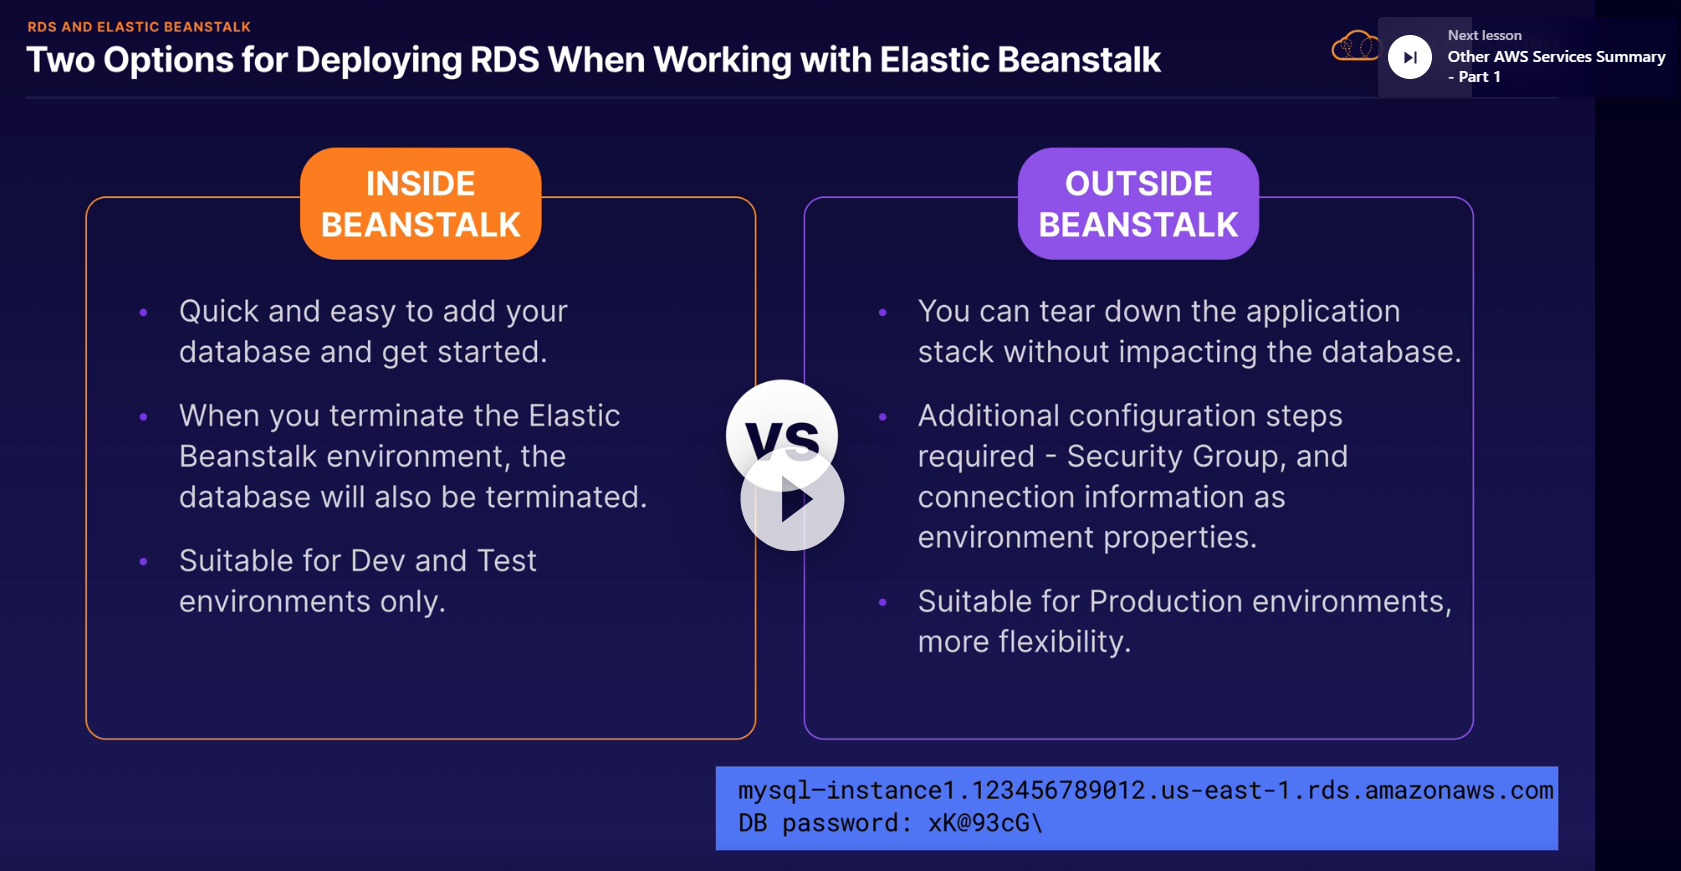 RDS AND ELASTIC BEANSTALK
Two Options for Deploying RDS When Working with Elastic Beanstalk
Next lesson
Other AWS Services Summary
- Part 1
INSIDE
BEANSTALK
• Quick and easy to add your
database and get started.
• When you terminate the Elastic
Beanstalk environment, the
database will also be terminated.
• Suitable for Dev and Test
environments only.
VS
OUTSIDE
BEANSTALK
• You can tear down the application
stack without impacting the database.
• Additional configuration steps
required - Security Group, and
connection information as
environment properties.
• Suitable for Production environments,
more flexibility.
mysql–instance1.123456789012.us-east-1.rds.amazonaws.com
DB password: xK@93cG\